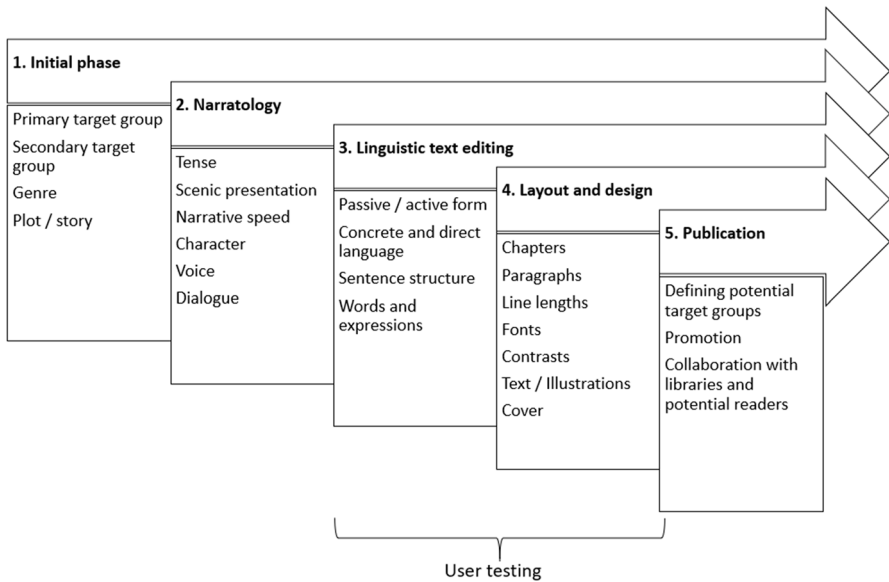 1. Initial phase
Primary target group
Secondary target
group
Genre
Plot / story
2. Narratology
Tense
Scenic presentation
Narrative speed
Character
Voice
Dialogue
3. Linguistic text editing
Passive / active form
Concrete and direct
language
Sentence structure
Words and
expressions
4. Layout and design
Chapters
Paragraphs
Line lengths
Fonts
Contrasts
Text / Illustrations
Cover
5. Publication
Defining potential
target groups
Promotion
Collaboration with
libraries and
potential readers
User testing